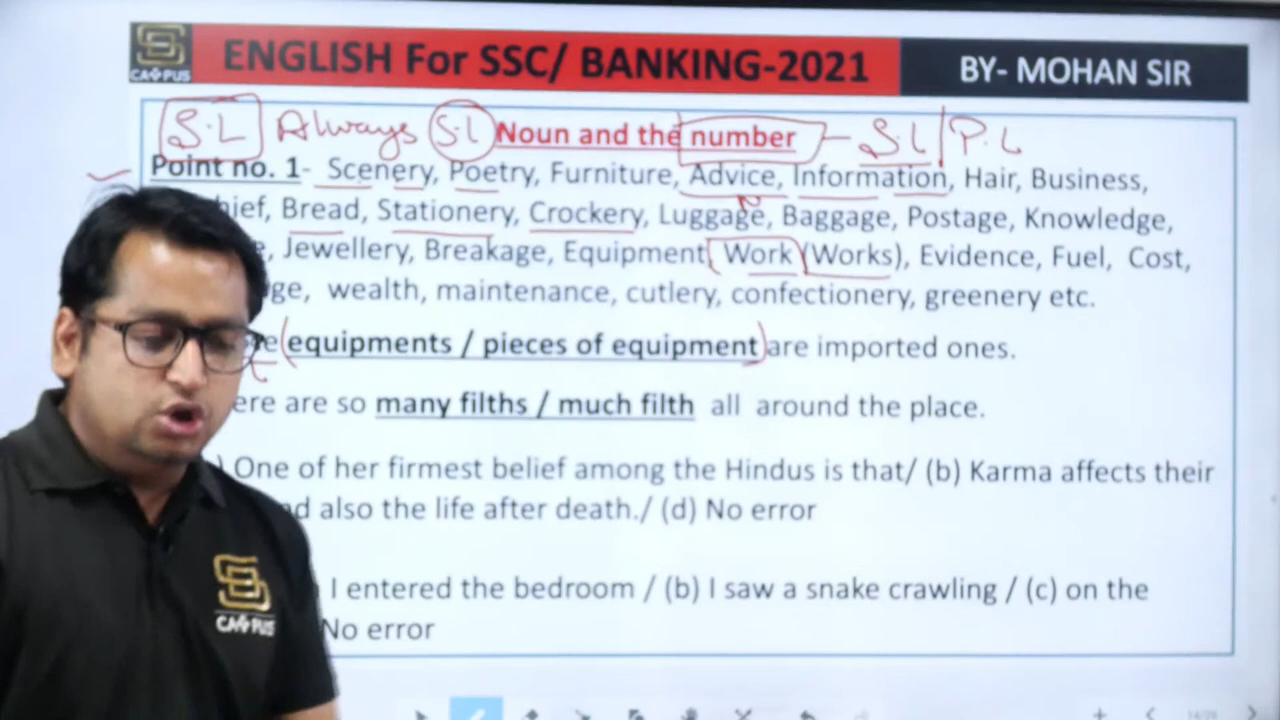 CAMPUS
ENGLISH For SSC/ BANKING-2021
BY- MOHAN SIR
S.L Always S.L Noun and the number - S.L/P.L
Point no. 1- Scenery, Poetry, Furniture, Advice, Information, Hair, Business,
hief, Bread, Stationery, Crockery, Luggage, Baggage, Postage, Knowledge,
e, Jewellery, Breakage, Equipment, Work (Works), Evidence, Fuel, Cost,
ge, wealth, maintenance, cutlery, confectionery, greenery etc.
e (equipments / pieces of equipment) are imported ones.
ere are so many filths / much filth all around the place.
) One of her firmest belief among the Hindus is that/ (b) Karma affects their
nd also the life after death./ (d) No error
I entered the bedroom / (b) I saw a snake crawling / (c) on the
No error
CAMPUS